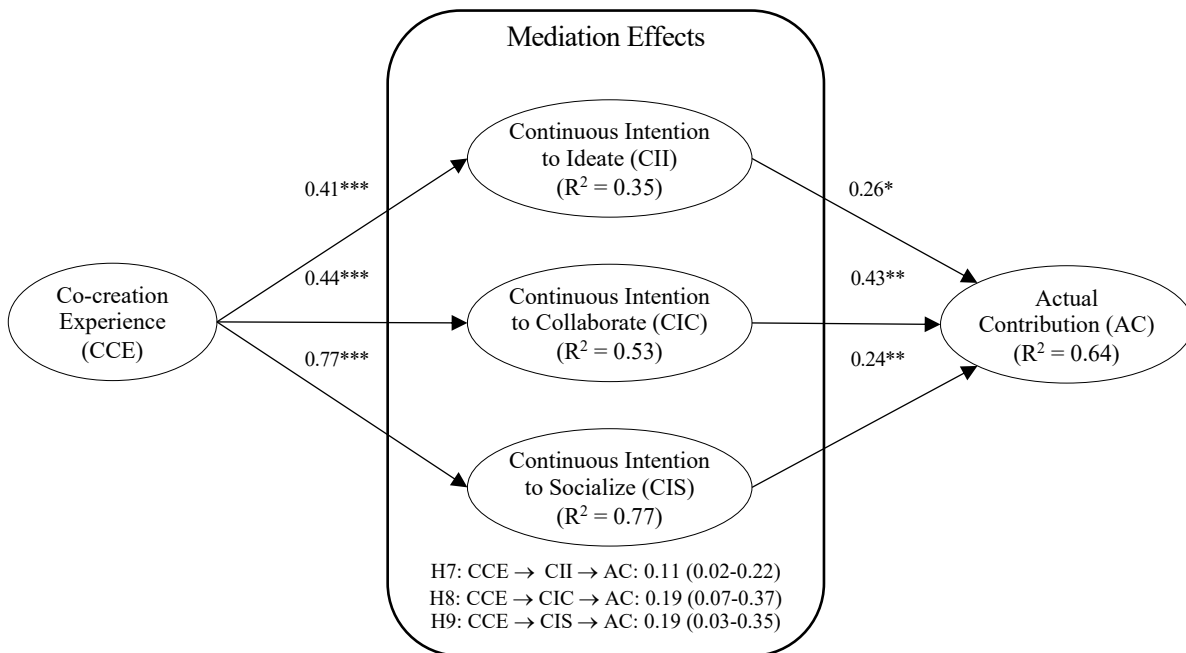 Mediation Effects
Continuous Intention
to Ideate (CII)
(R² = 0.35)
0.41***
0.26*
0.44***
0.43**
Co-creation
Experience
(CCE)
Continuous Intention
to Collaborate (CIC)
(R² = 0.53)
Actual
Contribution (AC)
(R² = 0.64)
0.77***
0.24**
Continuous Intention
to Socialize (CIS)
(R² = 0.77)
H7: CCE → CII → AC: 0.11 (0.02-0.22)
H8: CCE → CIC → AC: 0.19 (0.07-0.37)
H9: CCE → CIS → AC: 0.19 (0.03-0.35)